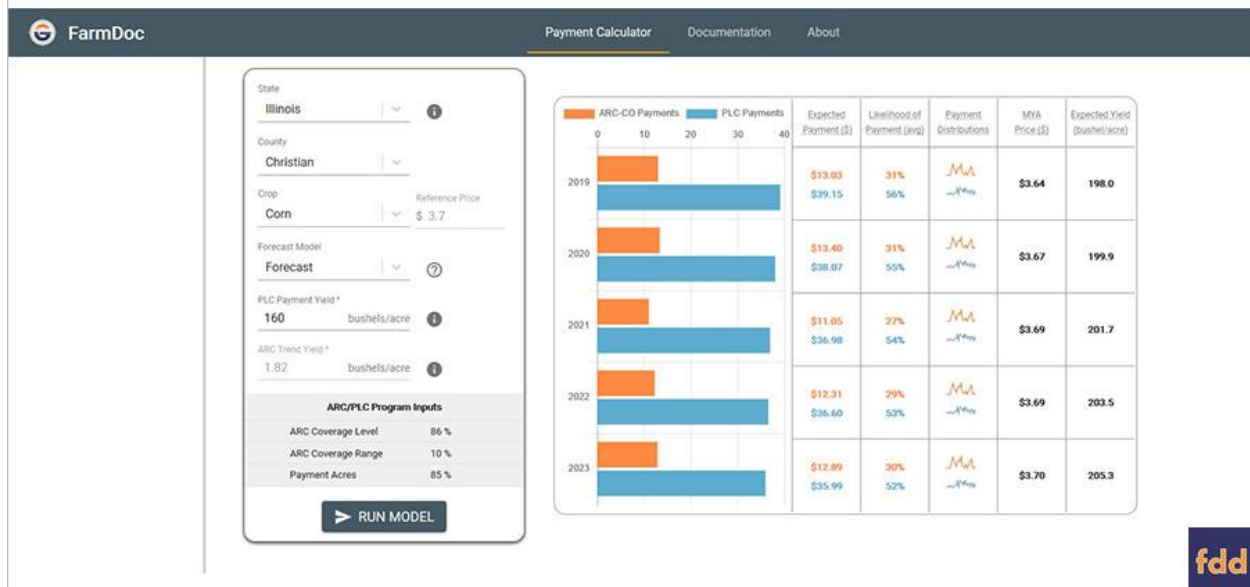 FarmDoc
Payment Calculator Documentation About
State
Illinois
County
Christian
Crop
Corn
Reference Price
$ 3.7
Forecast Model
Forecast
PLC Payment Yield *
160 bushels/acre
ARC Trend Yield *
1.82 bushels/acre
ARC/PLC Program Inputs
ARC Coverage Level 86 %
ARC Coverage Range 10 %
Payment Acres 85 %
RUN MODEL
ARC-CO Payments PLC Payments
0 10 20 30 40
Expected Payment ($)
Likelihood of Payment (avg)
Payment Distributions
MYA Price ($)
Expected Yield (bushel/acre)
2019
$13.03 31%
$39.15 56%
$3.64 198.0
2020
$13.40 31%
$38.07 55%
$3.67 199.9
2021
$11.05 27%
$36.98 54%
$3.69 201.7
2022
$12.31 29%
$36.60 53%
$3.69 203.5
2023
$12.89 30%
$35.99 52%
$3.70 205.3
fdd